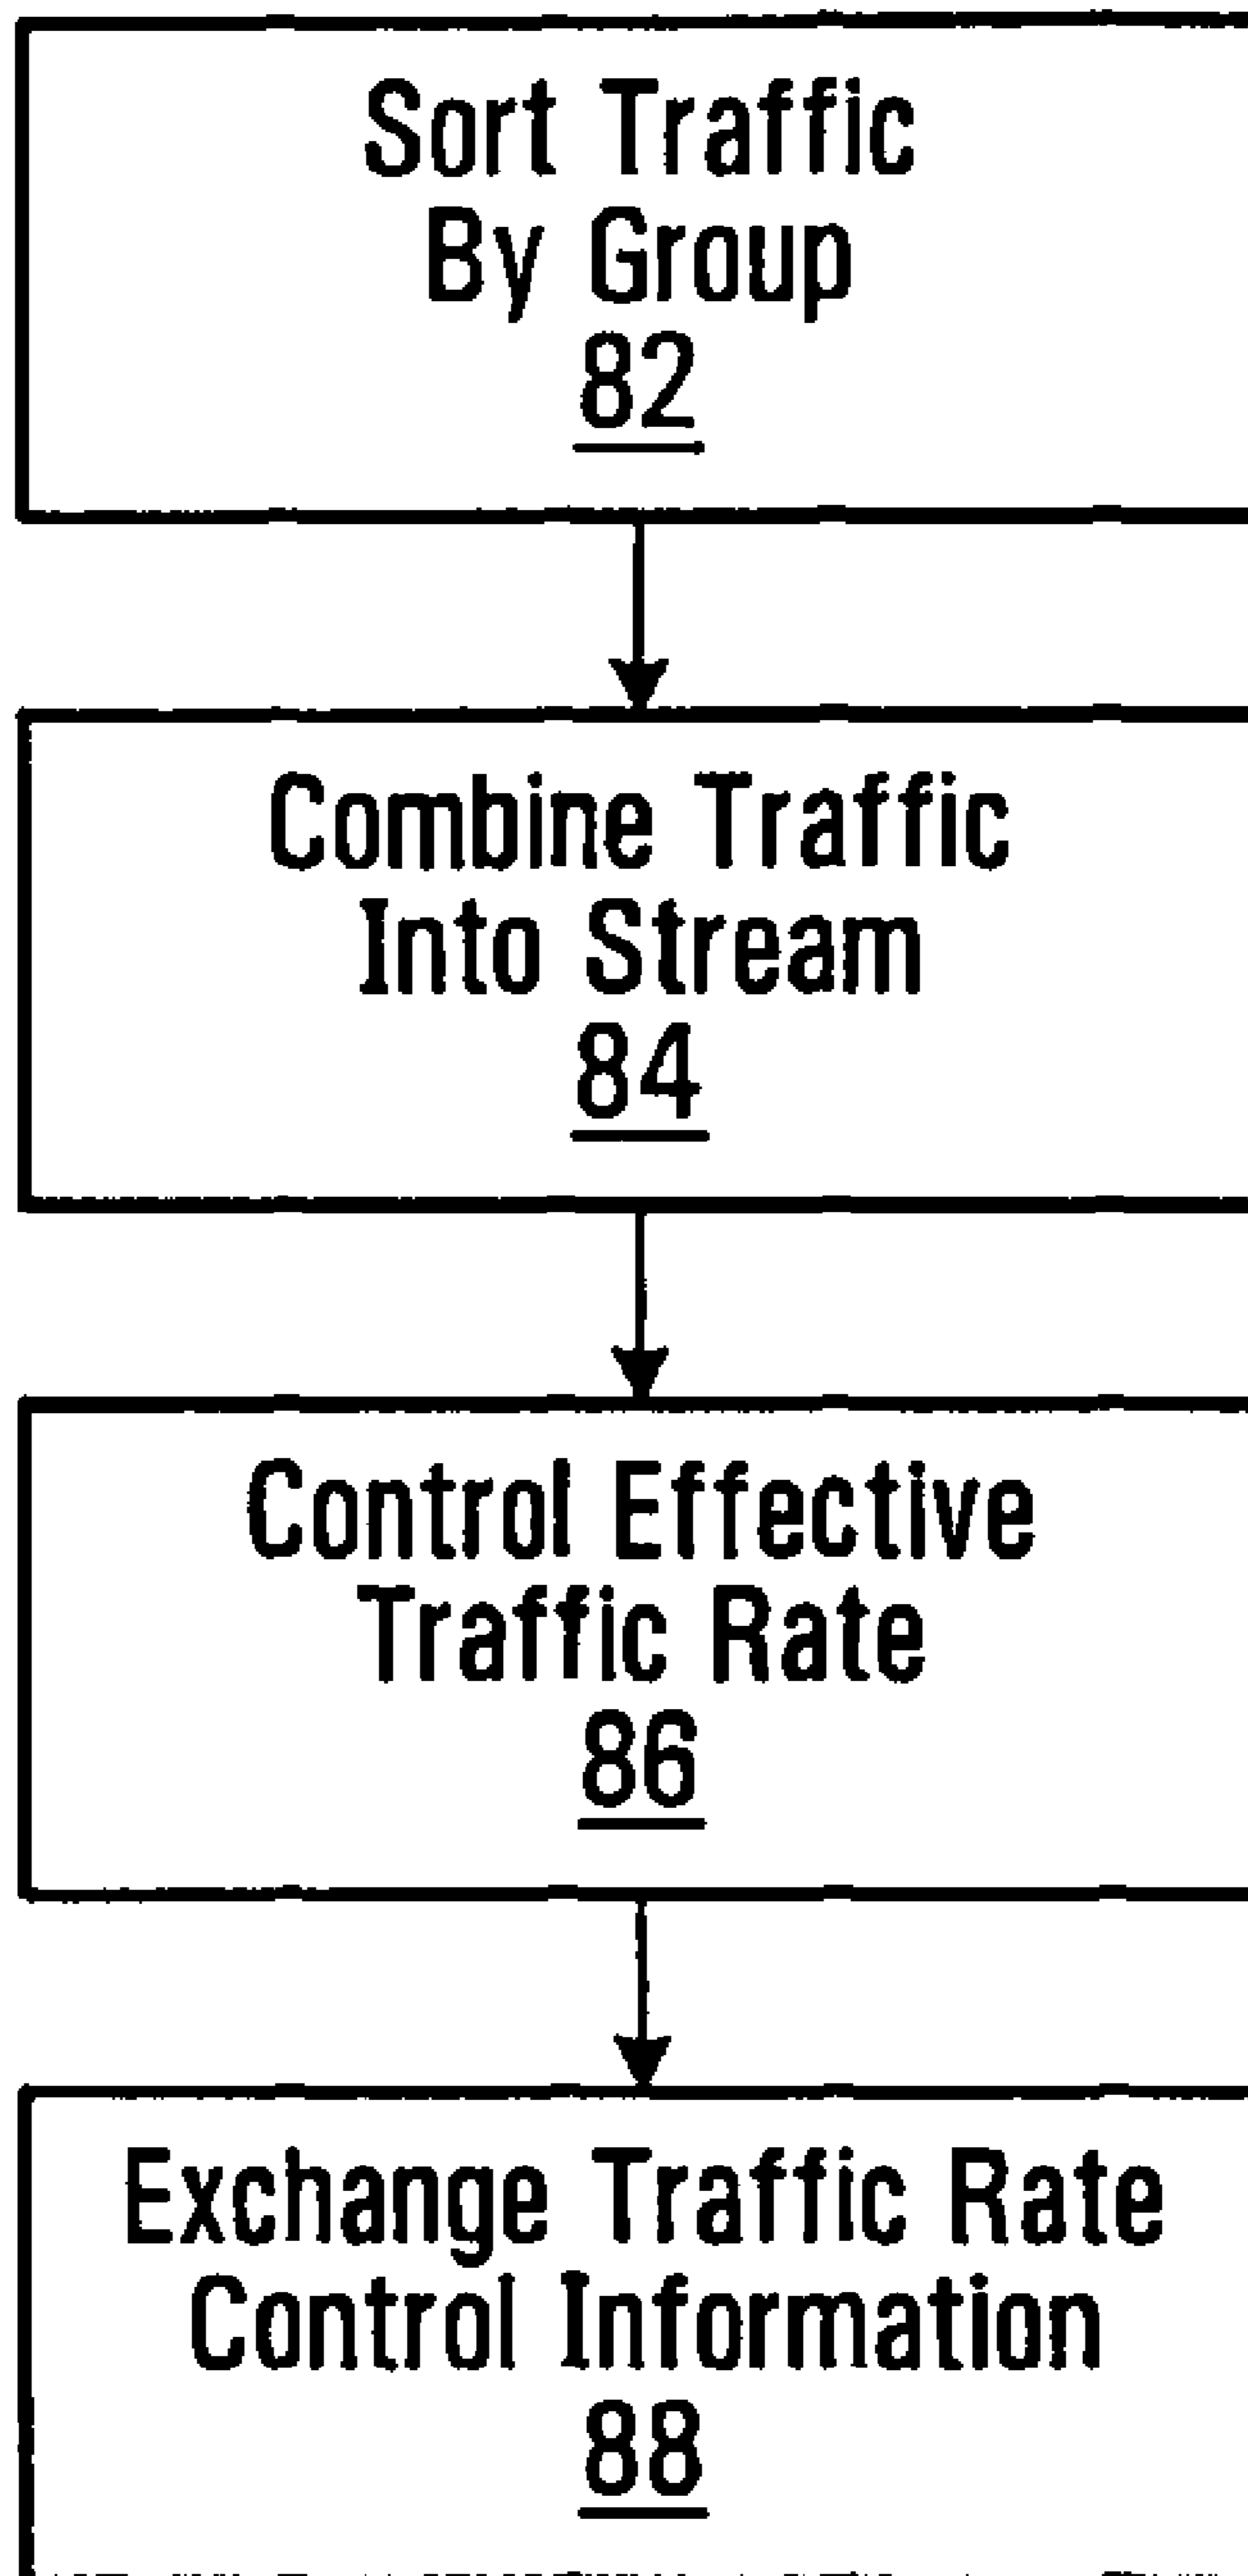 Sort Traffic
By Group
82
Combine Traffic
Into Stream
84
Control Effective
Traffic Rate
86
Exchange Traffic Rate
Control Information
88